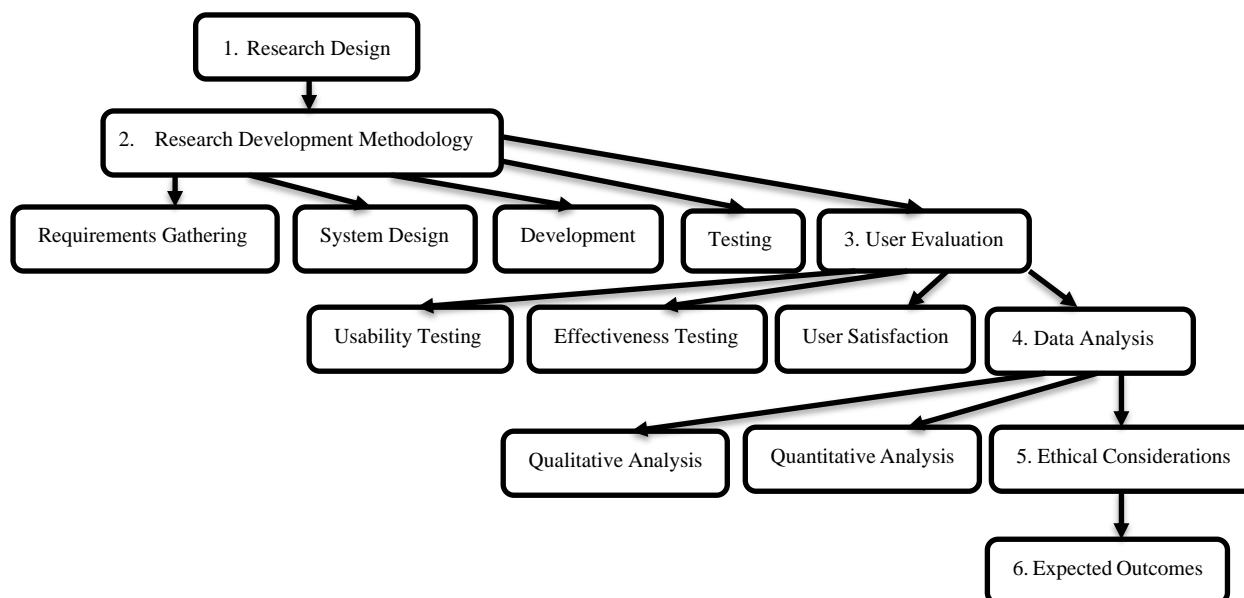 1. Research Design
2. Research Development Methodology
Requirements Gathering
System Design
Development
Testing
3. User Evaluation
Usability Testing
Effectiveness Testing
User Satisfaction
4. Data Analysis
Qualitative Analysis
Quantitative Analysis
5. Ethical Considerations
6. Expected Outcomes